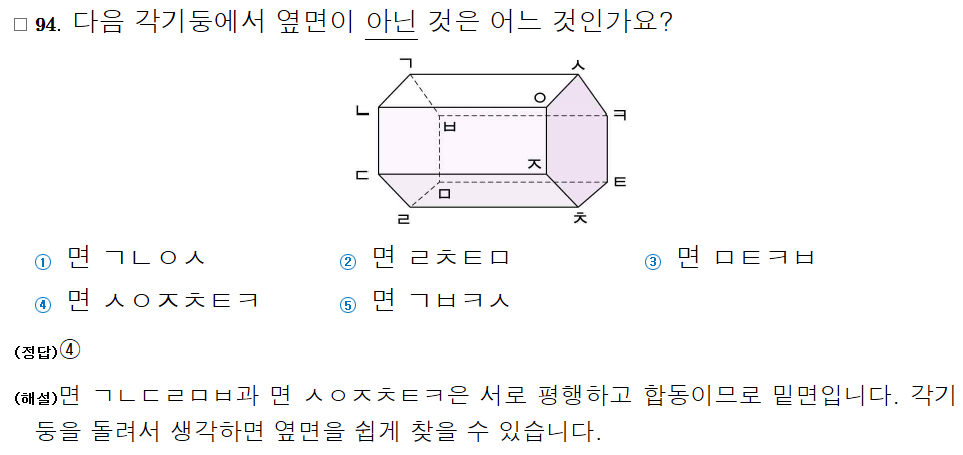 □ 94. 다음 각기둥에서 옆면이 아닌 것은 어느 것인가요?
ㄱ ㅅ
ㄴ ㅇ ㅋ
ㅂ
ㄷ ㅈ ㅌ
ㅁ
ㄹ ㅊ
① 면 ㄱㄴㅇㅅ ② 면 ㄹㅊㅌㅁ ③ 면 ㅁㅌㅋㅂ
④ 면 ㅅㅇㅈㅊㅌㅋ ⑤ 면 ㄱㅂㅋㅅ
(정답)④
(해설)면 ㄱㄴㄷㄹㅁㅂ과 면 ㅅㅇㅈㅊㅌㅋ은 서로 평행하고 합동이므로 밑면입니다. 각기
둥을 돌려서 생각하면 옆면을 쉽게 찾을 수 있습니다.